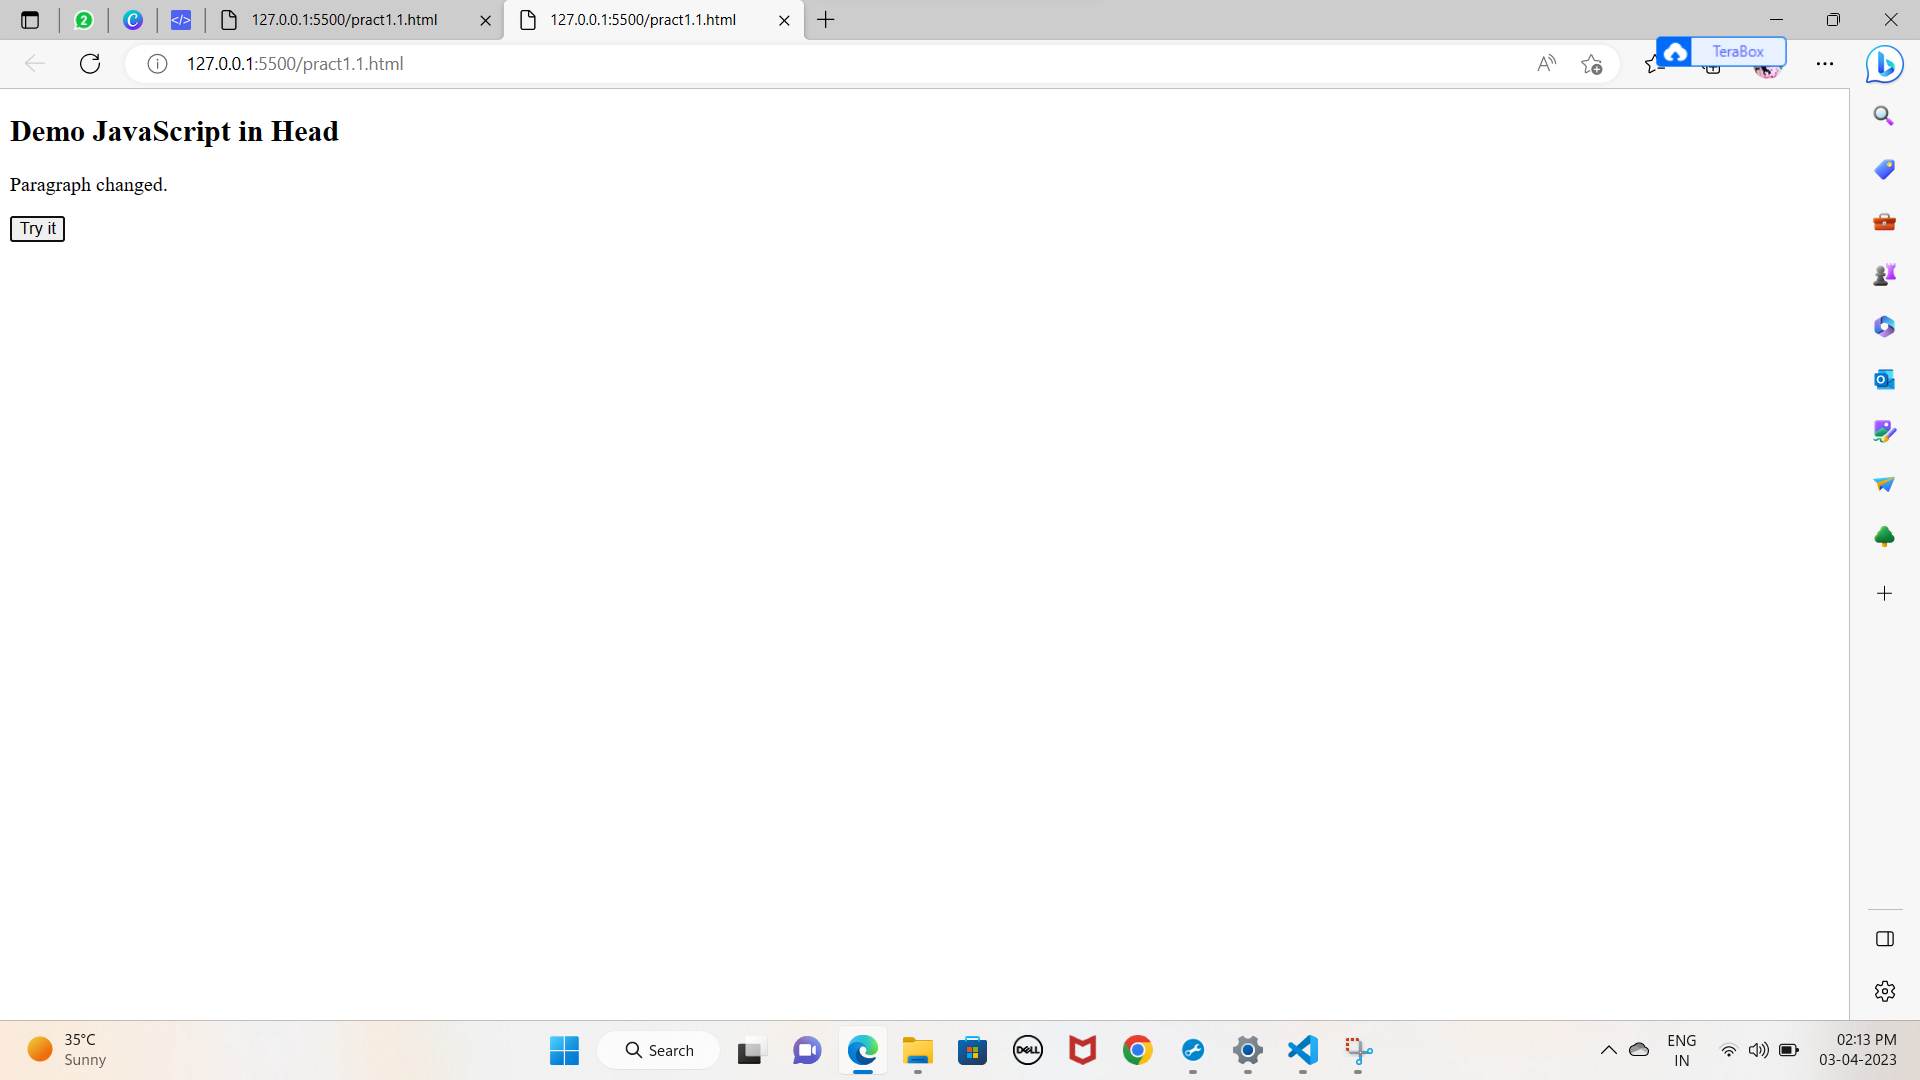 2
127.0.0.1:5500/pract1.1.html
127.0.0.1:5500/pract1.1.html
127.0.0.1:5500/pract1.1.html
TeraBox
Demo JavaScript in Head
Paragraph changed.
Try it
35°C
Sunny
Search
DELL
ENG
IN
02:13 PM
03-04-2023